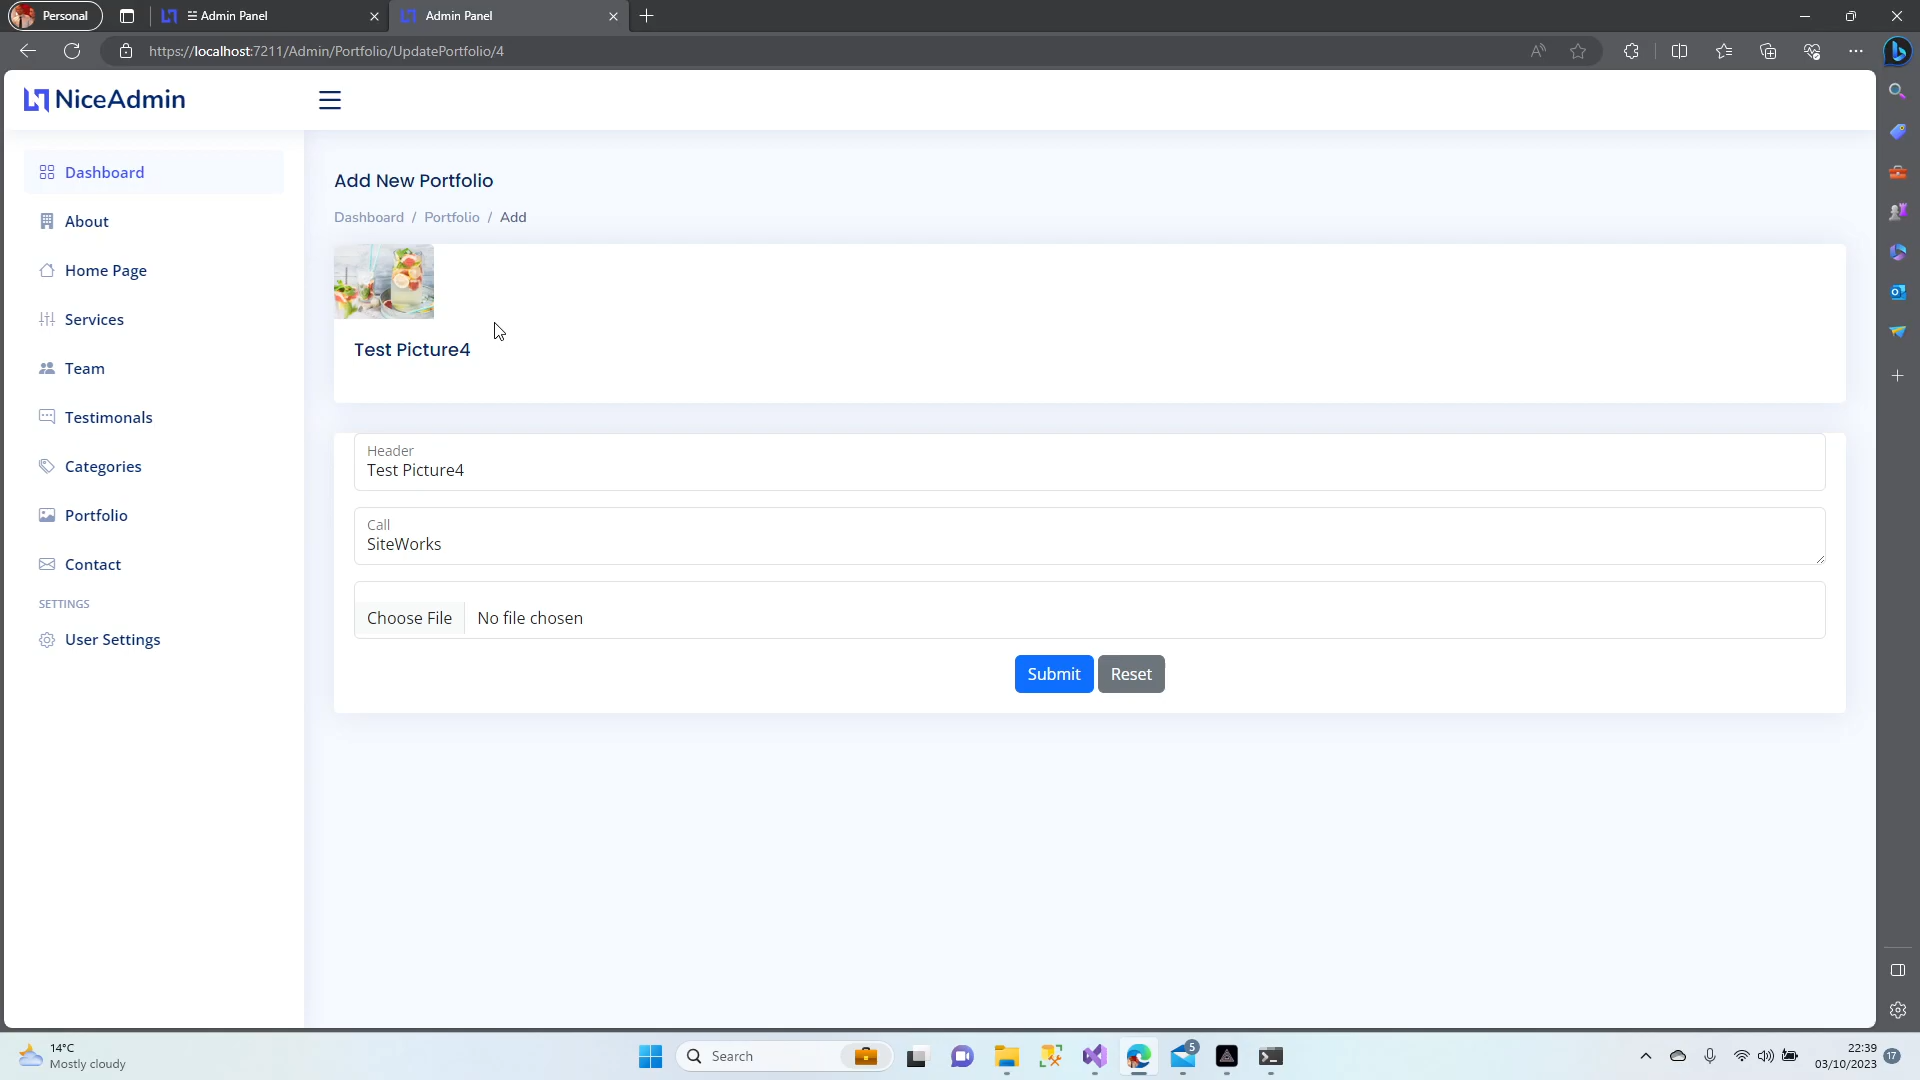 Personal
☰ Admin Panel
Admin Panel
https://localhost:7211/Admin/Portfolio/UpdatePortfolio/4
NiceAdmin
Dashboard
About
Home Page
Services
Team
Testimonals
Categories
Portfolio
Contact
SETTINGS
User Settings
Add New Portfolio
Dashboard / Portfolio / Add
Test Picture4
Header
Test Picture4
Call
SiteWorks
Choose File No file chosen
Submit Reset
14°C
Mostly cloudy
Search
5
22:39
03/10/2023
17